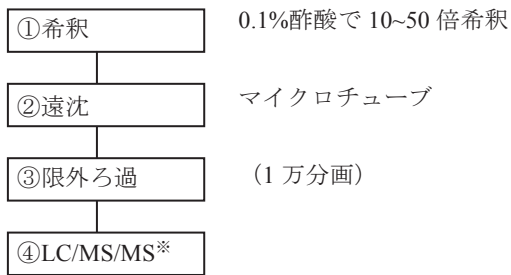 ①希釈
0.1%酢酸で 10~50 倍希釈
②遠沈
マイクロチューブ
③限外ろ過
（1 万分画）
④LC/MS/MS※